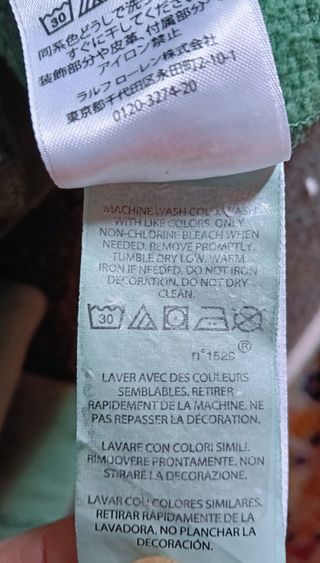 30
同系色どうしで洗っ
すぐに干してください
装飾部分や皮革、付属部分
アイロン禁止
ラルフ ローレン株式会社
東京都千代田区永田町2-10-1
0120-3274-20
MACHINE WASH COLD, WASH
WITH LIKE COLORS. ONLY
NON-CHLORINE BLEACH WHEN
NEEDED. REMOVE PROMPTLY.
TUMBLE DRY LOW. WARM
IRON IF NEEDED. DO NOT IRON
DECORATION. DO NOT DRY
CLEAN.
30
®
n°1529
LAVER AVEC DES COULEURS
SEMBLABLES. RETIRER
RAPIDEMENT DE LA MACHINE. NE
PAS REPASSER LA DÉCORATION.
LAVARE CON COLORI SIMILI.
RIMUOVERE PRONTAMENTE. NON
STIRARE LA DECORAZIONE.
LAVAR CON COLORES SIMILARES.
RETIRAR RAPIDAMENTE DE LA
LAVADORA. NO PLANCHAR LA
DECORACIÓN.